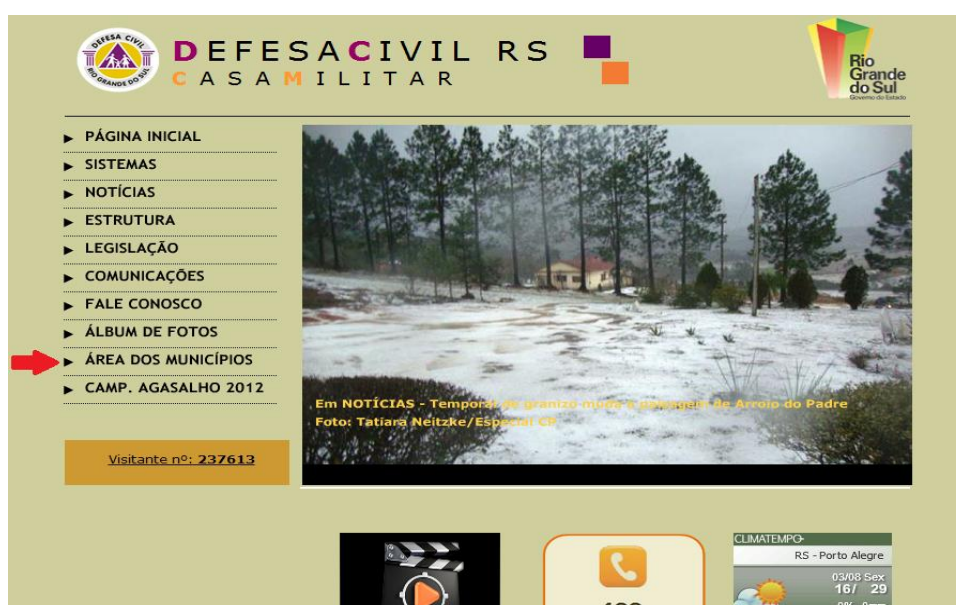 DEFESA CIVIL
RIO GRANDE DO SUL
DEFESACIVIL RS
CASAMILITAR
Rio
Grande
do Sul
Governo do Estado
PÁGINA INICIAL
SISTEMAS
NOTÍCIAS
ESTRUTURA
LEGISLAÇÃO
COMUNICAÇÕES
FALE CONOSCO
ÁLBUM DE FOTOS
ÁREA DOS MUNICÍPIOS
CAMP. AGASALHO 2012
Em NOTÍCIAS - Temporal de granizo muda a paisagem de Arroio do Padre
Foto: Tatiara Neitzke/Especial CP
Visitante nº: 237613
CLIMATEMPO
RS - Porto Alegre
03/08 Sex
16/ 29